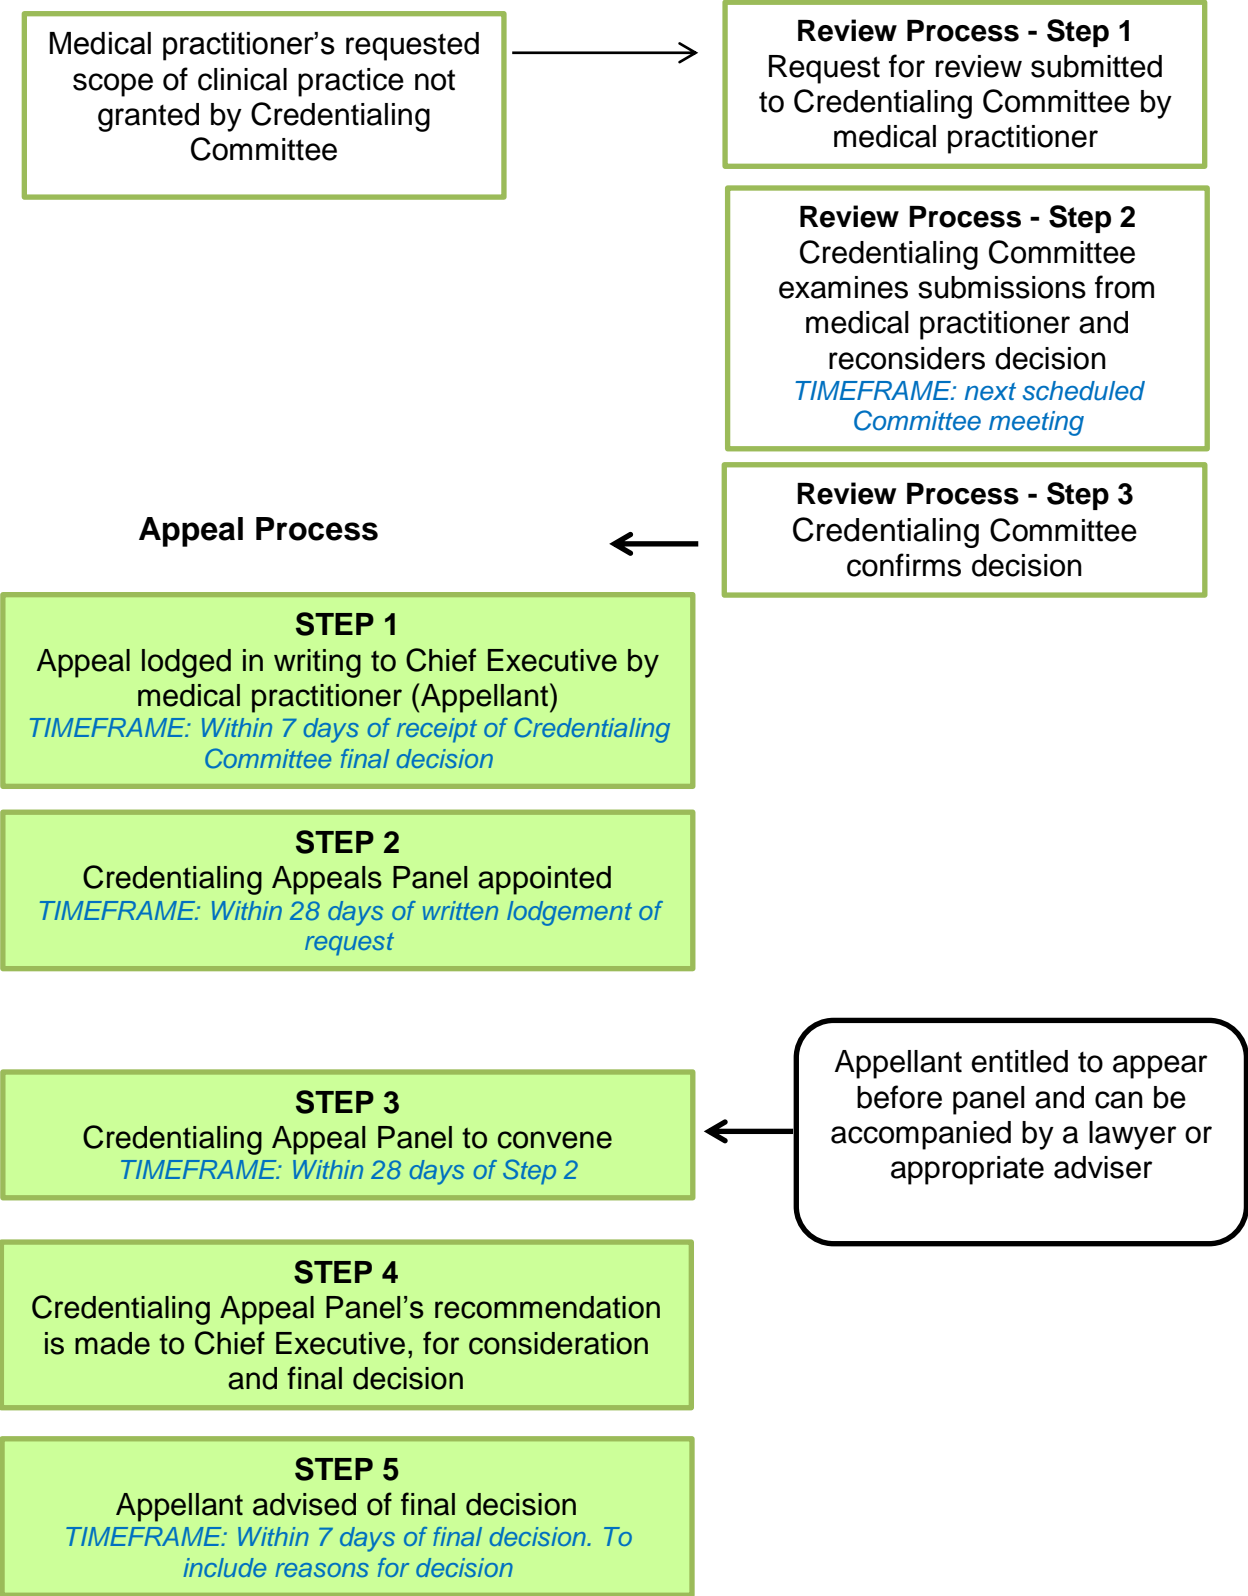 Medical practitioner’s requested
scope of clinical practice not
granted by Credentialing
Committee
Review Process - Step 1
Request for review submitted
to Credentialing Committee by
medical practitioner
Review Process - Step 2
Credentialing Committee
examines submissions from
medical practitioner and
reconsiders decision
TIMEFRAME: next scheduled
Committee meeting
Review Process - Step 3
Credentialing Committee
confirms decision
Appeal Process
STEP 1
Appeal lodged in writing to Chief Executive by
medical practitioner (Appellant)
TIMEFRAME: Within 7 days of receipt of Credentialing
Committee final decision
STEP 2
Credentialing Appeals Panel appointed
TIMEFRAME: Within 28 days of written lodgement of
request
STEP 3
Credentialing Appeal Panel to convene
TIMEFRAME: Within 28 days of Step 2
Appellant entitled to appear
before panel and can be
accompanied by a lawyer or
appropriate adviser
STEP 4
Credentialing Appeal Panel’s recommendation
is made to Chief Executive, for consideration
and final decision
STEP 5
Appellant advised of final decision
TIMEFRAME: Within 7 days of final decision. To
include reasons for decision